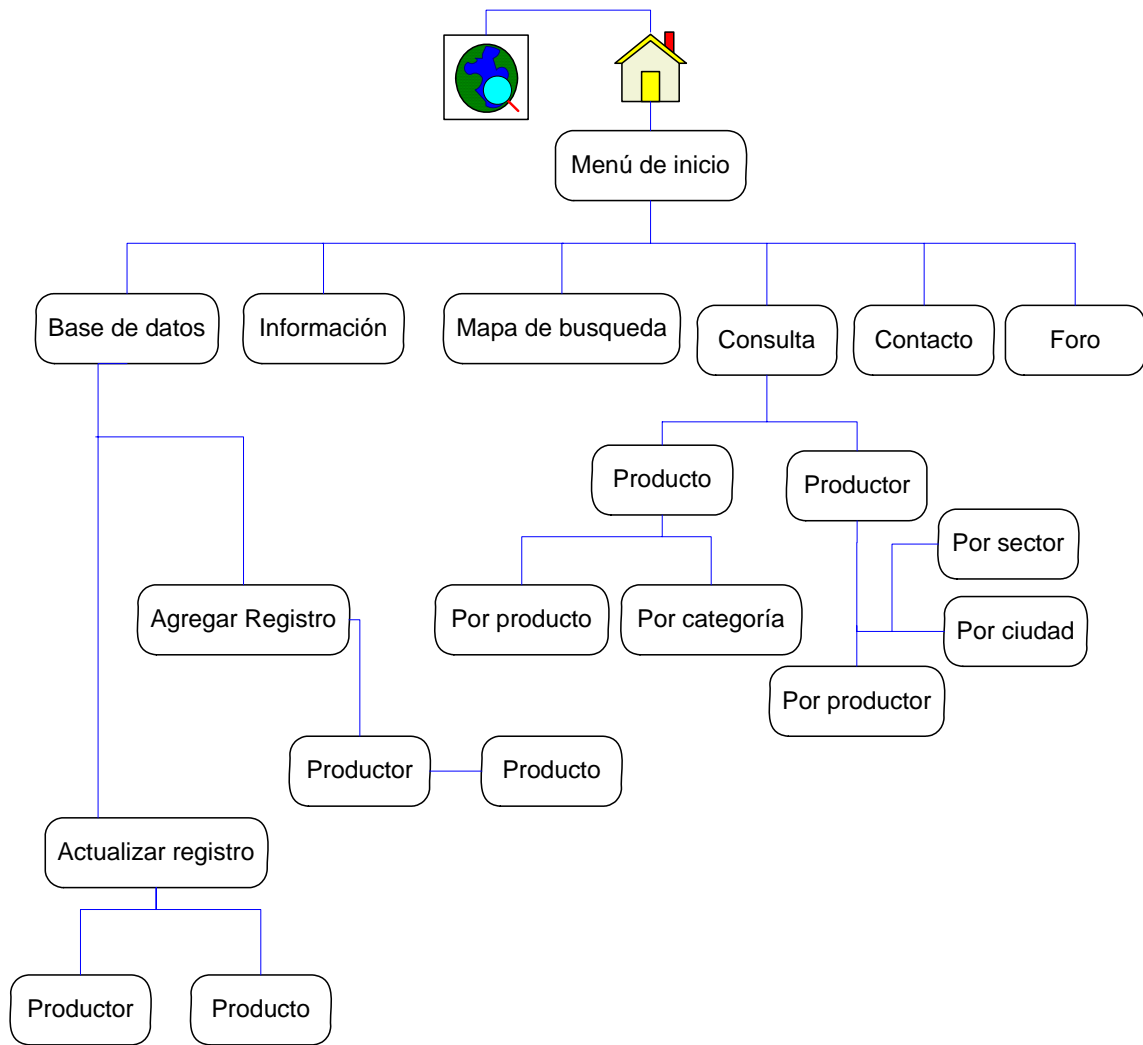 Menú de inicio
Base de datos
Información
Mapa de busqueda
Consulta
Contacto
Foro
Producto
Productor
Por sector
Por producto
Por categoría
Agregar Registro
Por ciudad
Por productor
Productor
Producto
Actualizar registro
Productor
Producto